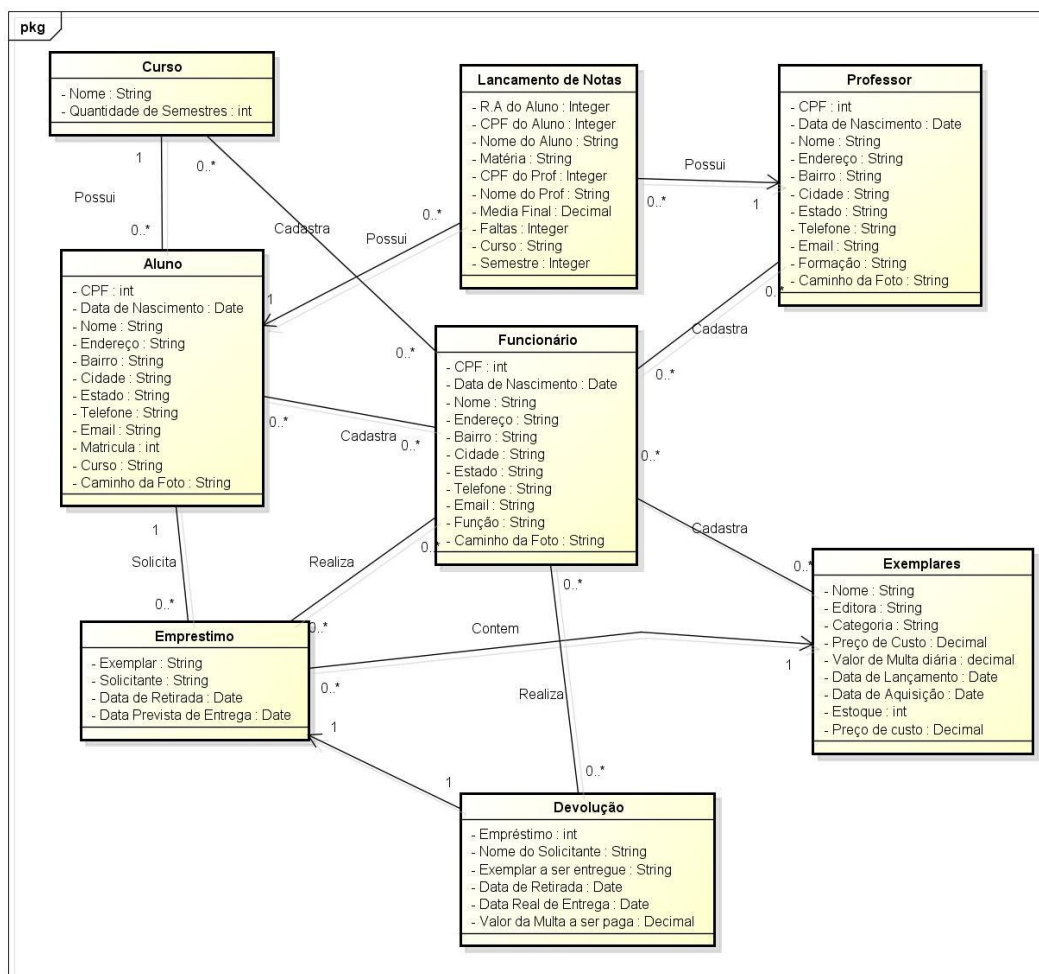 pkg
Curso
- Nome : String
- Quantidade de Semestres : int
Lancamento de Notas
- R.A do Aluno : Integer
- CPF do Aluno : Integer
- Nome do Aluno : String
- Matéria : String
- CPF do Prof : Integer
- Nome do Prof : String
- Media Final : Decimal
- Faltas : Integer
- Curso : String
- Semestre : Integer
Professor
- CPF : int
- Data de Nascimento : Date
- Nome : String
- Endereço : String
- Bairro : String
- Cidade : String
- Estado : String
- Telefone : String
- Email : String
- Formação : String
- Caminho da Foto : String
1
Possui
0..*
0..*
Cadastra
0..*
0..*
Possui
1
0..*
Possui
1
0..*
Cadastra
0..*
Aluno
- CPF : int
- Data de Nascimento : Date
- Nome : String
- Endereço : String
- Bairro : String
- Cidade : String
- Estado : String
- Telefone : String
- Email : String
- Matricula : int
- Curso : String
- Caminho da Foto : String
Funcionário
- CPF : int
- Data de Nascimento : Date
- Nome : String
- Endereço : String
- Bairro : String
- Cidade : String
- Estado : String
- Telefone : String
- Email : String
- Função : String
- Caminho da Foto : String
0..*
Cadastra
0..*
0..*
Cadastra
0..*
1
Solicita
0..*
Realiza
0..*
0..*
Exemplares
- Nome : String
- Editora : String
- Categoria : String
- Preço de Custo : Decimal
- Valor de Multa diária : decimal
- Data de Lançamento : Date
- Data de Aquisição : Date
- Estoque : int
- Preço de custo : Decimal
Emprestimo
- Exemplar : String
- Solicitante : String
- Data de Retirada : Date
- Data Prevista de Entrega : Date
Contem
0..*
1
0..*
Realiza
0..*
1
1
Devolução
- Empréstimo : int
- Nome do Solicitante : String
- Exemplar a ser entregue : String
- Data de Retirada : Date
- Data Real de Entrega : Date
- Valor da Multa a ser paga : Decimal